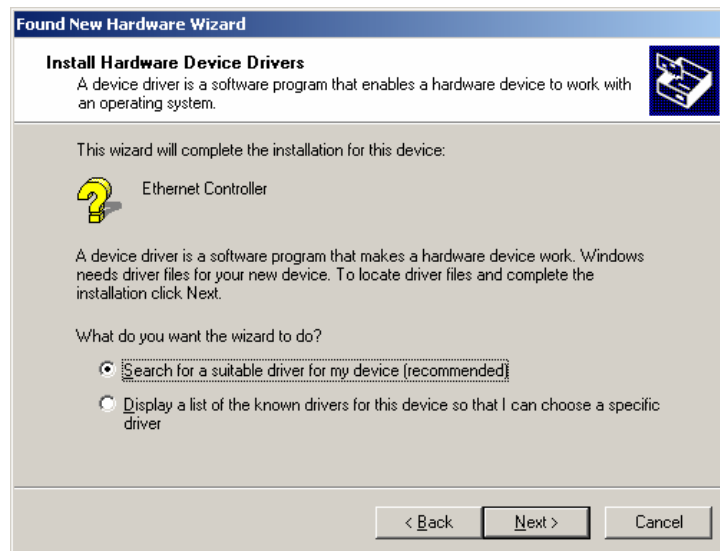 Found New Hardware Wizard
Install Hardware Device Drivers
A device driver is a software program that enables a hardware device to work with
an operating system.
This wizard will complete the installation for this device:
Ethernet Controller
A device driver is a software program that makes a hardware device work. Windows
needs driver files for your new device. To locate driver files and complete the
installation click Next.
What do you want the wizard to do?
Search for a suitable driver for my device (recommended)
Display a list of the known drivers for this device so that I can choose a specific
driver
< Back Next > Cancel